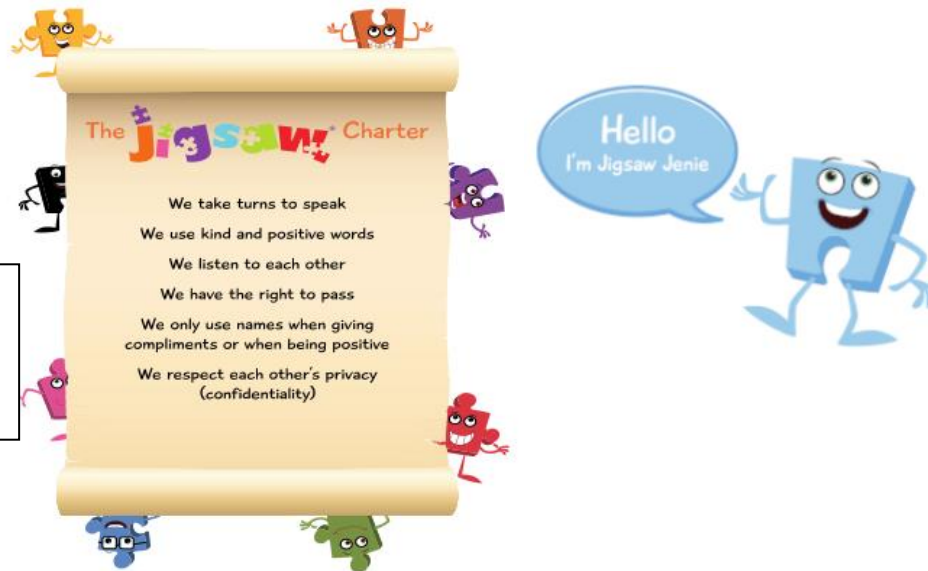 The Jigsaw Charter
We take turns to speak
We use kind and positive words
We listen to each other
We have the right to pass
We only use names when giving
compliments or when being positive
We respect each other's privacy
(confidentiality)
Hello
I'm Jigsaw Jenie